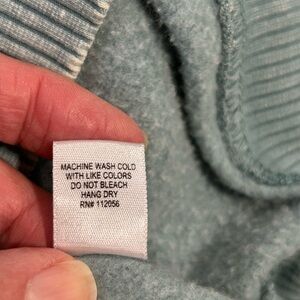 MACHINE WASH COLD
WITH LIKE COLORS
DO NOT BLEACH
HANG DRY
RN# 112056